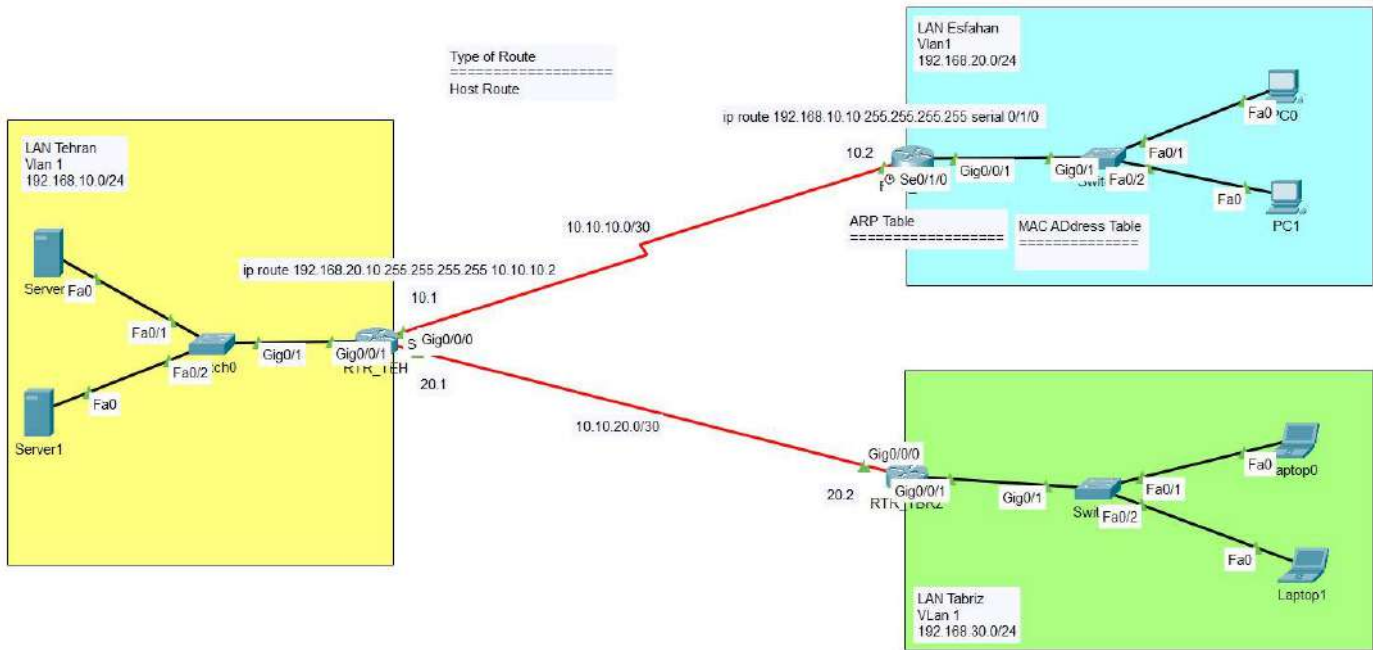 Type of Route
===================
Host Route
LAN Esfahan
Vlan1
192.168.20.0/24
ip route 192.168.10.10 255.255.255.255 serial 0/1/0
10.2
Se0/1/0
Gig0/0/1
Gig0/1
Fa0/1
Fa0/2
Fa0
PC0
Fa0
PC1
ARP Table
==================
MAC ADdress Table
=============
LAN Tehran
Vlan 1
192.168.10.0/24
10.10.10.0/30
ip route 192.168.20.10 255.255.255.255 10.10.10.2
10.1
Server
Fa0
Fa0/1
Fa0/2
Gig0/1
Gig0/0/1
Gig0/0/0
RTR_TEH
Fa0
Server1
20.1
10.10.20.0/30
Gig0/0/0
20.2
Gig0/0/1
Gig0/1
Fa0/1
Fa0/2
Fa0
Fa0
Laptop1
LAN Tabriz
VLan 1
192.168.30.0/24